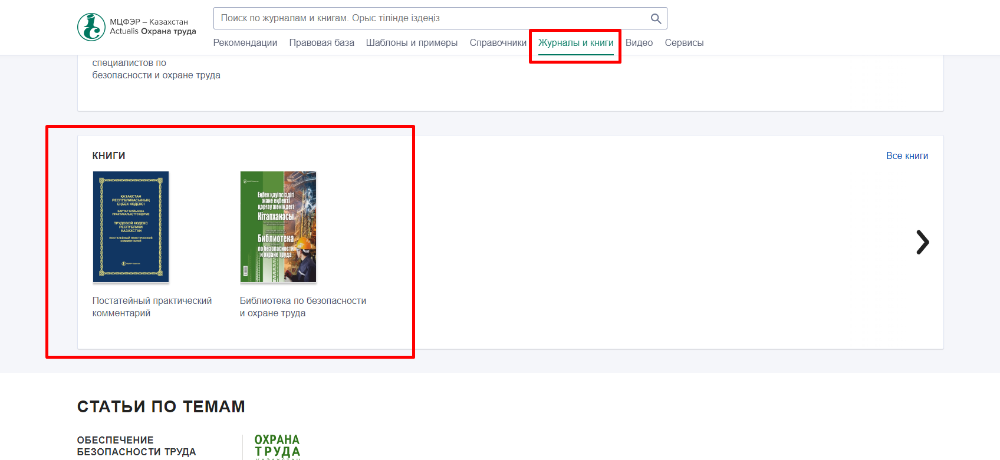 МЦФЭР – Казахстан
Actualis Охрана труда
Поиск по журналам и книгам. Орыс тілінде іздеңіз
Рекомендации Правовая база Шаблоны и примеры Справочники Журналы и книги Видео Сервисы
специалистов по
безопасности и охране труда
КНИГИ
Все книги
ҚАЗАҚСТАН
РЕСПУБЛИКАСЫНЫҢ
ЕҢБЕК КОДЕКСІ
БАПТАР БОЙЫНША
ПРАКТИКАЛЫҚ ТҮСІНДІРМЕ
ТРУДОВОЙ КОДЕКС
РЕСПУБЛИКИ
КАЗАХСТАН
ПОСТАТЕЙНЫЙ ПРАКТИЧЕСКИЙ
КОММЕНТАРИЙ
Еңбек қауіпсіздігі
және еңбекті
қорғау жөніндегі
Кітапханасы
Библиотека
по безопасности
и охране труда
Постатейный практический
комментарий
Библиотека по безопасности
и охране труда
СТАТЬИ ПО ТЕМАМ
ОБЕСПЕЧЕНИЕ
БЕЗОПАСНОСТИ ТРУДА
ОХРАНА
ТРУДА
КАЗАХСТАН